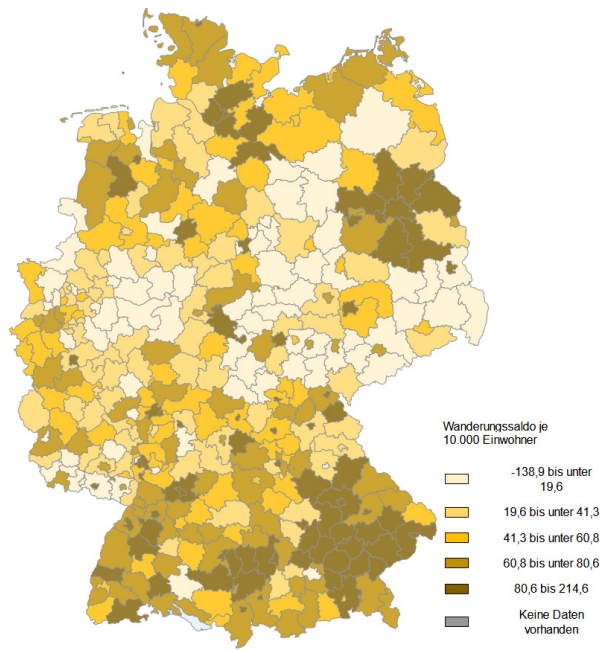 Wanderungssaldo je
10.000 Einwohner
-138,9 bis unter
19,6
19,6 bis unter 41,3
41,3 bis unter 60,8
60,8 bis unter 80,6
80,6 bis 214,6
Keine Daten
vorhanden